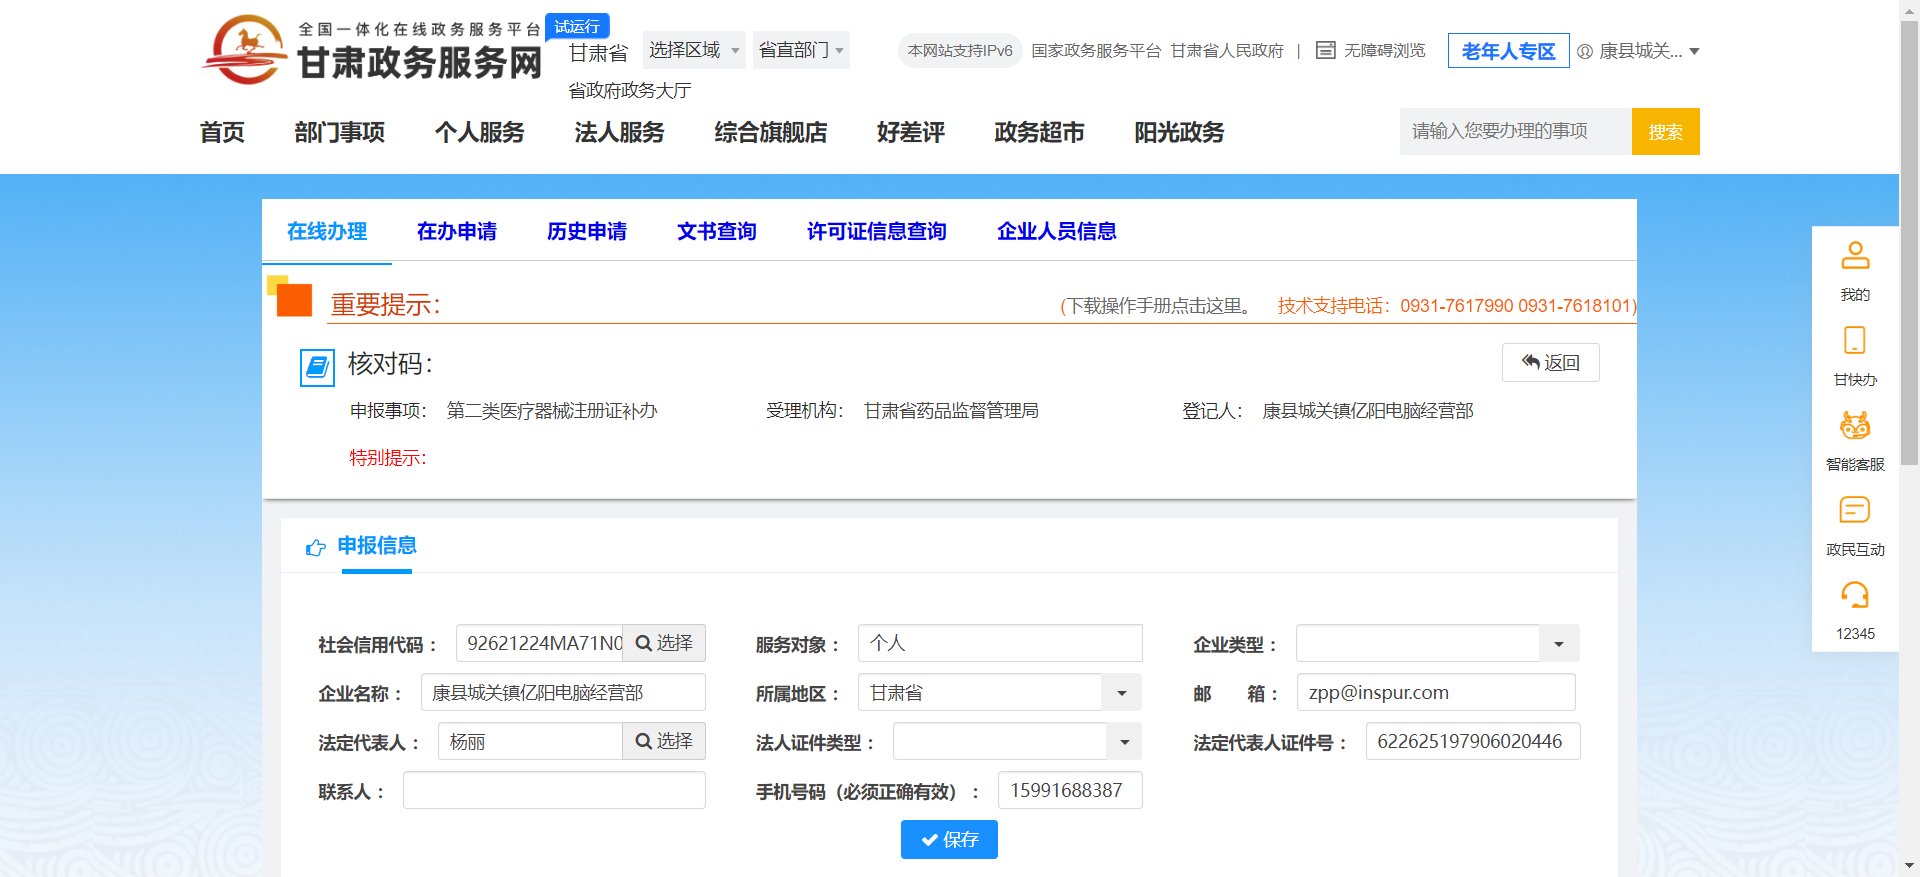 全国一体化在线政务服务平台
甘肃政务服务网
试运行
甘肃省 选择区域 省直部门
省政府政务大厅
本网站支持IPv6 国家政务服务平台 甘肃省人民政府 | 无障碍浏览 老年人专区 康县城关...
首页 部门事项 个人服务 法人服务 综合旗舰店 好差评 政务超市 阳光政务
请输入您要办理的事项 搜索
在线办理 在办申请 历史申请 文书查询 许可证信息查询 企业人员信息
重要提示：
(下载操作手册点击这里。 技术支持电话：0931-7617990 0931-7618101)
核对码：
返回
申报事项： 第二类医疗器械注册证补办 受理机构： 甘肃省药品监督管理局 登记人： 康县城关镇亿阳电脑经营部
特别提示：
申报信息
社会信用代码： 92621224MA71N0 选择 服务对象： 个人 企业类型：
企业名称： 康县城关镇亿阳电脑经营部 所属地区： 甘肃省 邮 箱： zpp@inspur.com
法定代表人： 杨丽 选择 法人证件类型： 法定代表人证件号： 622625197906020446
联系人： 手机号码（必须正确有效）： 15991688387
保存
我的
甘快办
智能客服
政民互动
12345